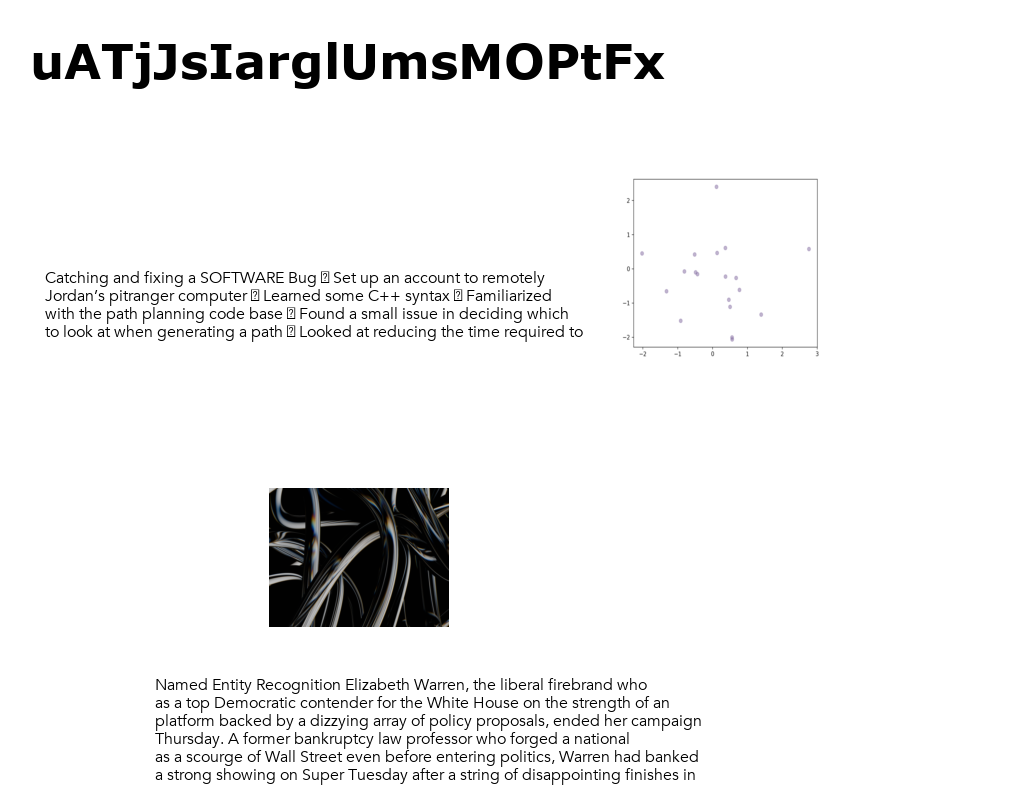 uATjJsIarglUmsMOPtFx
Catching and fixing a SOFTWARE Bug ⍰ Set up an account to remotely
Jordan’s pitranger computer ⍰ Learned some C++ syntax ⍰ Familiarized
with the path planning code base ⍰ Found a small issue in deciding which
to look at when generating a path ⍰ Looked at reducing the time required to
2
1
0
−1
−2
−2 −1 0 1 2 3
Named Entity Recognition Elizabeth Warren, the liberal firebrand who
as a top Democratic contender for the White House on the strength of an
platform backed by a dizzying array of policy proposals, ended her campaign
Thursday. A former bankruptcy law professor who forged a national
as a scourge of Wall Street even before entering politics, Warren had banked
a strong showing on Super Tuesday after a string of disappointing finishes in